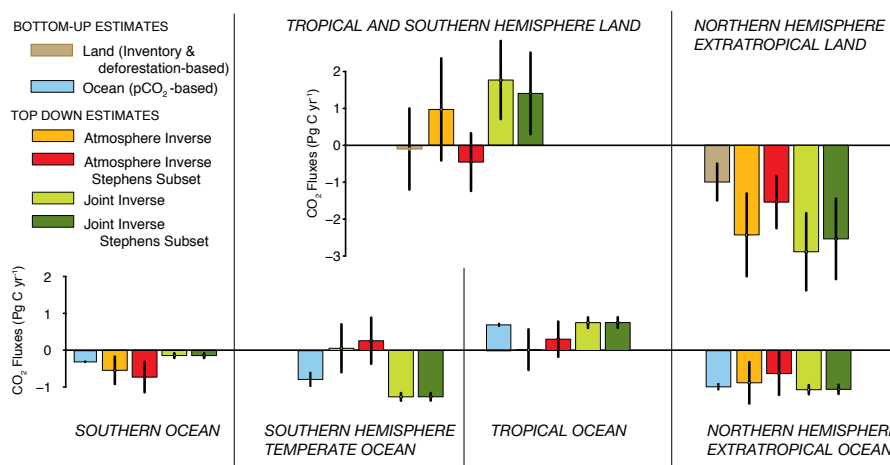 BOTTOM-UP ESTIMATES
Land (Inventory &
deforestation-based)
Ocean (pCO₂-based)
TOP DOWN ESTIMATES
Atmosphere Inverse
Atmosphere Inverse
Stephens Subset
Joint Inverse
Joint Inverse
Stephens Subset
TROPICAL AND SOUTHERN HEMISPHERE LAND
NORTHERN HEMISPHERE
EXTRATROPICAL LAND
CO₂ Fluxes (Pg C yr⁻¹)
2
1
0
−1
−2
−3
CO₂ Fluxes (Pg C yr⁻¹)
2
1
0
−1
SOUTHERN OCEAN
SOUTHERN HEMISPHERE
TEMPERATE OCEAN
TROPICAL OCEAN
NORTHERN HEMISPHERE
EXTRATROPICAL OCEAN